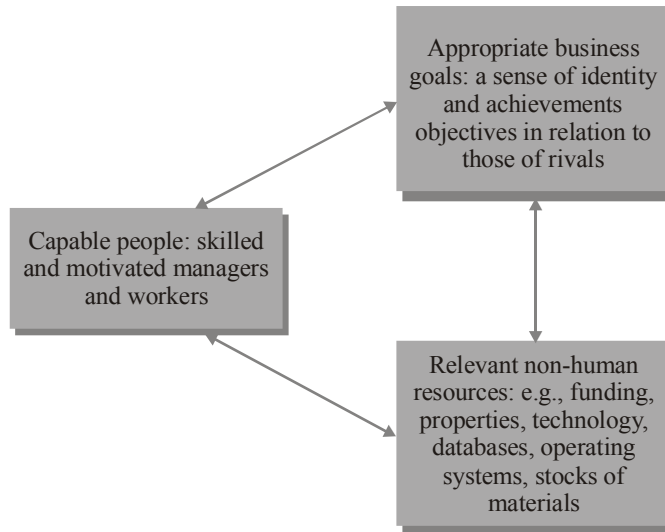 Appropriate business
goals: a sense of identity
and achievements
objectives in relation to
those of rivals
Capable people: skilled
and motivated managers
and workers
Relevant non-human
resources: e.g., funding,
properties, technology,
databases, operating
systems, stocks of
materials